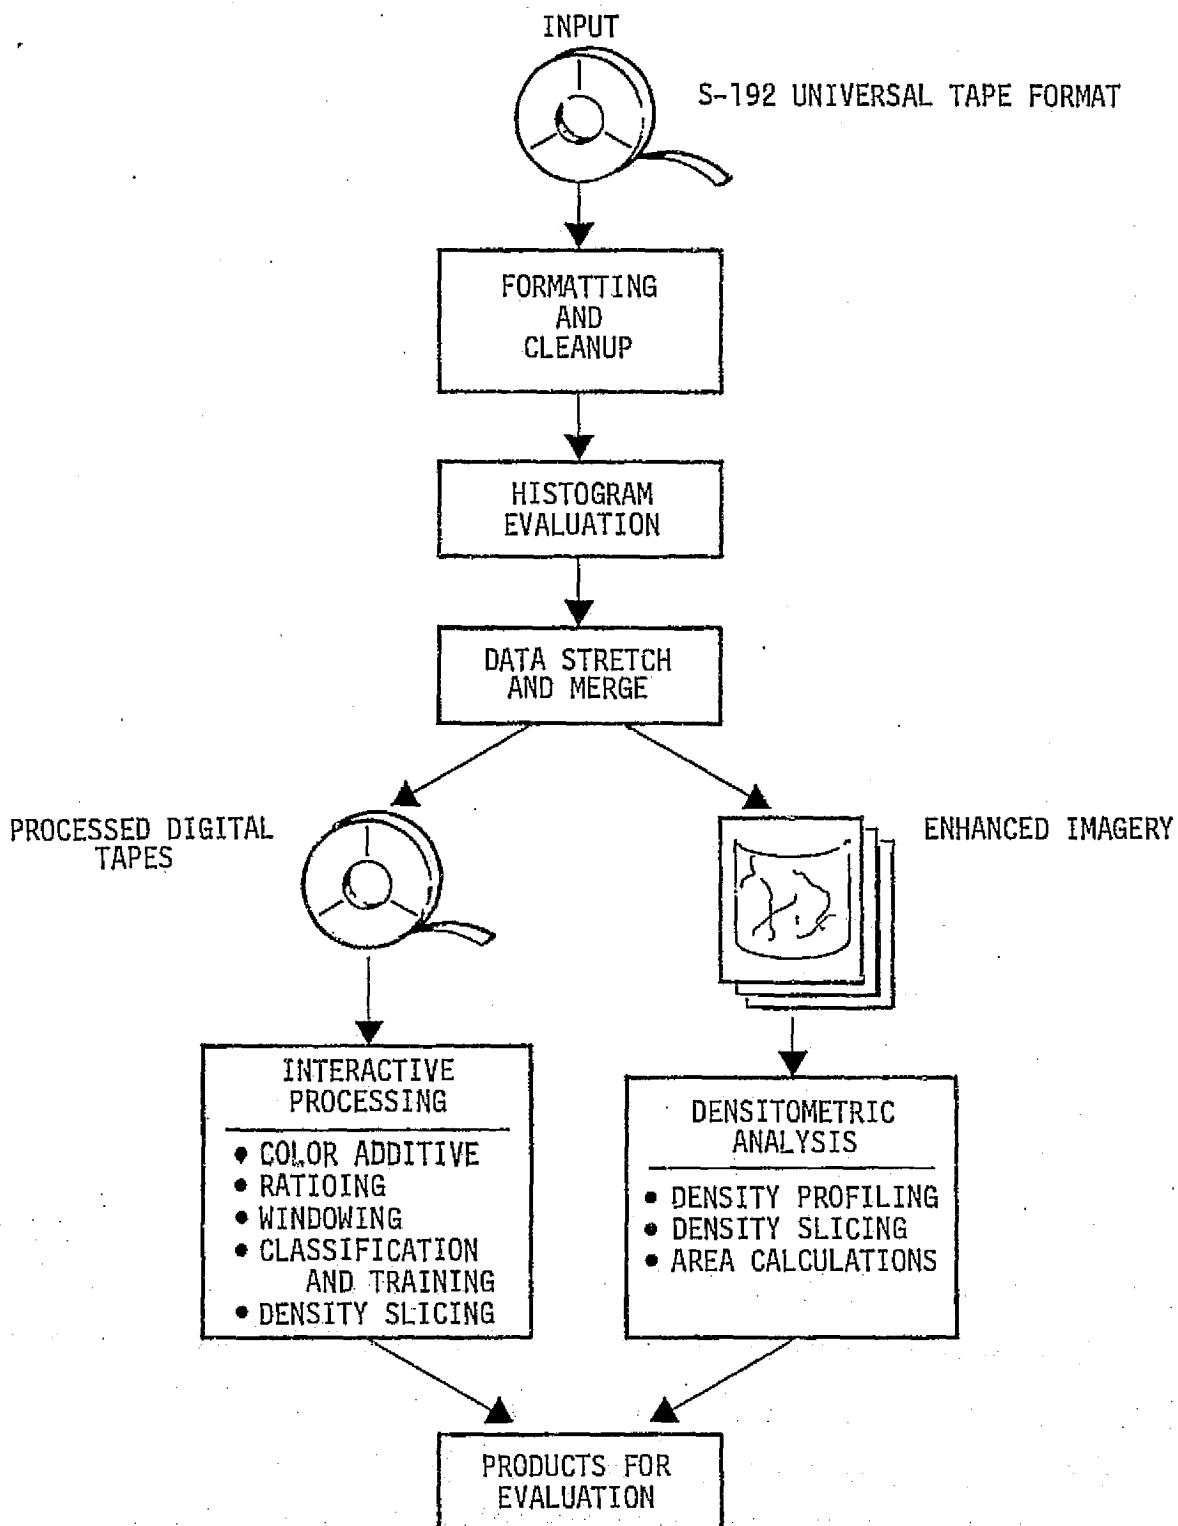 INPUT
S-192 UNIVERSAL TAPE FORMAT
FORMATTING
AND
CLEANUP
HISTOGRAM
EVALUATION
DATA STRETCH
AND MERGE
PROCESSED DIGITAL
TAPES
ENHANCED IMAGERY
INTERACTIVE
PROCESSING
• COLOR ADDITIVE
• RATIOING
• WINDOWING
• CLASSIFICATION
AND TRAINING
• DENSITY SLICING
DENSITOMETRIC
ANALYSIS
• DENSITY PROFILING
• DENSITY SLICING
• AREA CALCULATIONS
PRODUCTS FOR
EVALUATION